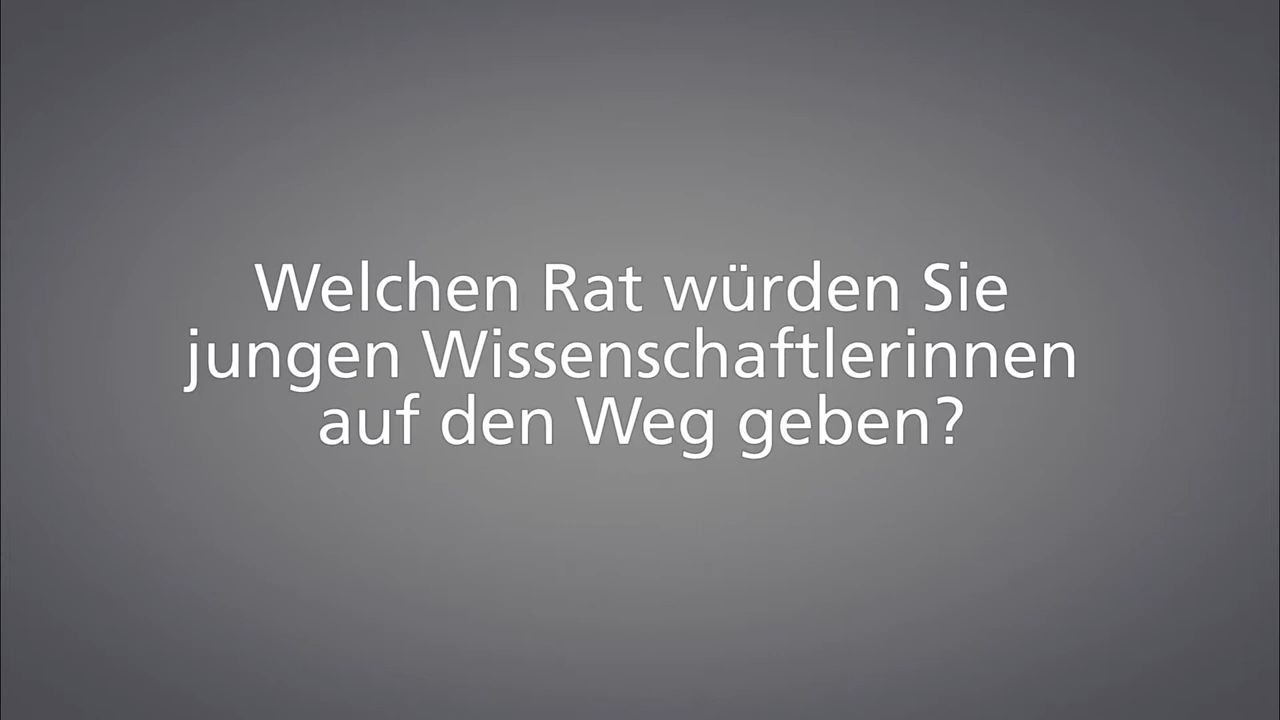 Welchen Rat würden Sie
jungen Wissenschaftlerinnen
auf den Weg geben?